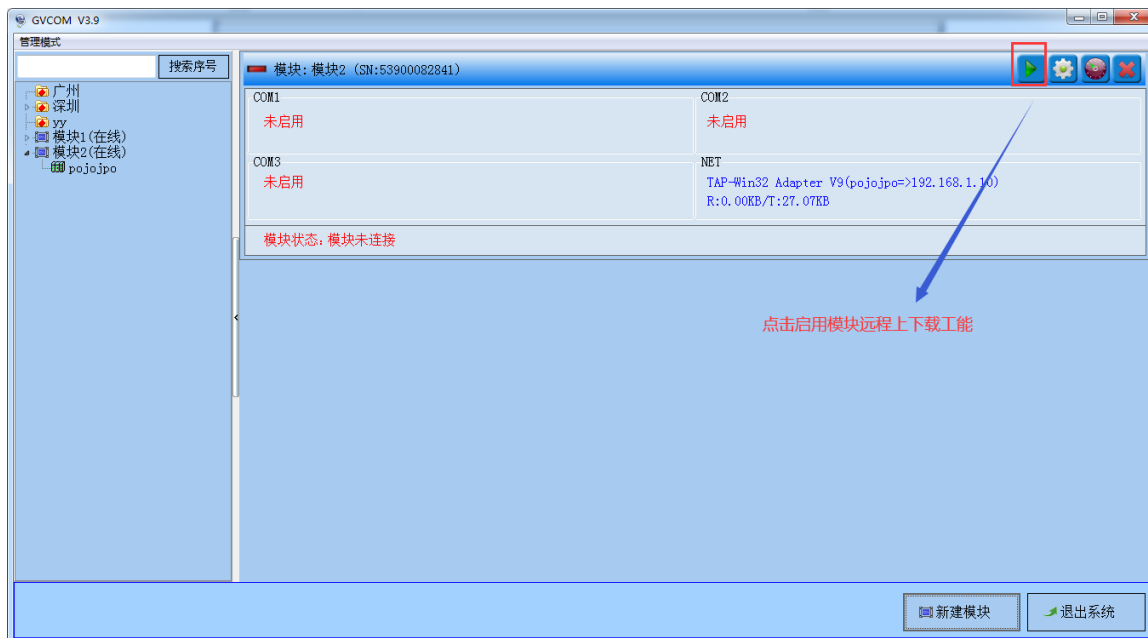 GVCOM V3.9
管理模式
搜索序号
广州
深圳
yy
模块1(在线)
模块2(在线)
pojojpo
模块:模块2 (SN:53900082841)
COM1
未启用
COM2
未启用
COM3
未启用
NET
TAP-Win32 Adapter V9(pojojpo=>192.168.1.10)
R:0.00KB/T:27.07KB
模块状态:模块未连接
点击启用模块远程上下载工能
新建模块
退出系统